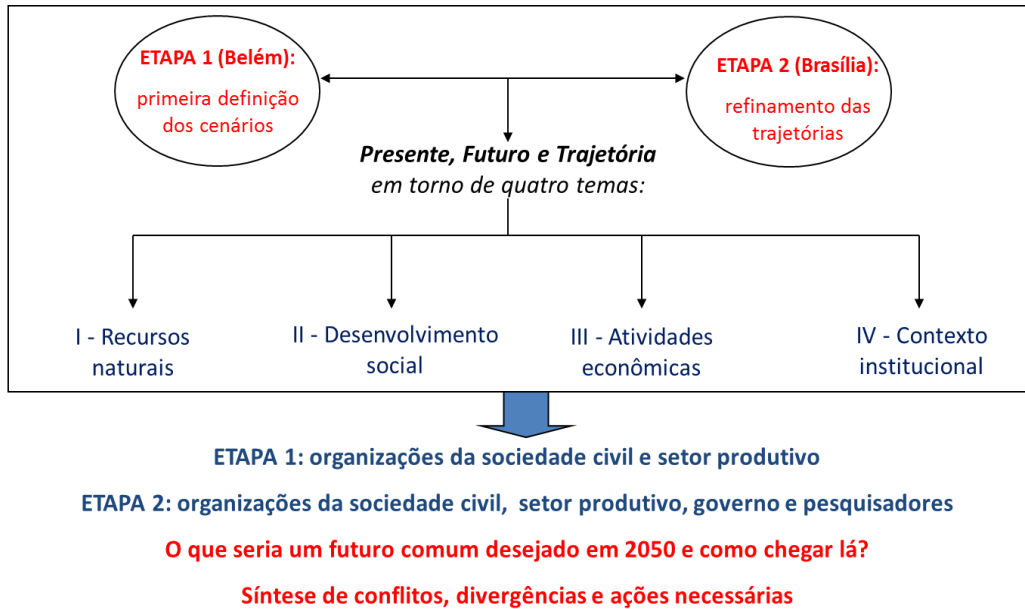 ETAPA 1 (Belém):
primeira definição
dos cenários
ETAPA 2 (Brasília):
refinamento das
trajetórias
Presente, Futuro e Trajetória
em torno de quatro temas:
I - Recursos
naturais
II - Desenvolvimento
social
III - Atividades
econômicas
IV - Contexto
institucional
ETAPA 1: organizações da sociedade civil e setor produtivo
ETAPA 2: organizações da sociedade civil, setor produtivo, governo e pesquisadores
O que seria um futuro comum desejado em 2050 e como chegar lá?
Síntese de conflitos, divergências e ações necessárias